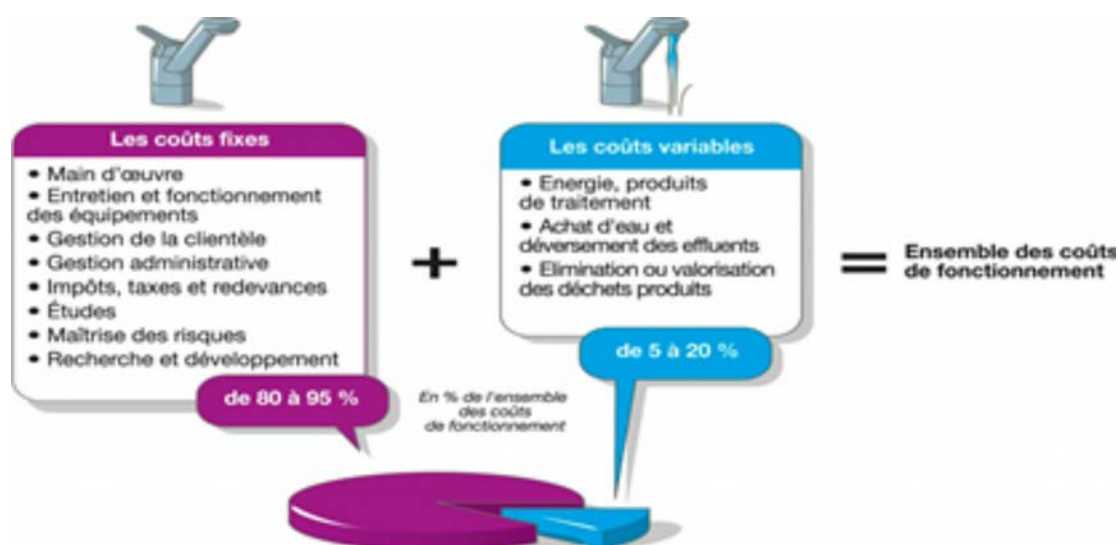 Les coûts fixes
• Main d'œuvre
• Entretien et fonctionnement
des équipements
• Gestion de la clientèle
• Gestion administrative
• Impôts, taxes et redevances
• Études
• Maîtrise des risques
• Recherche et développement
de 80 à 95 %
+
Les coûts variables
• Energie, produits
de traitement
• Achat d'eau et
déversement des effluents
• Elimination ou valorisation
des déchets produits
de 5 à 20 %
=
Ensemble des coûts
de fonctionnement
En % de l'ensemble
des coûts
de fonctionnement